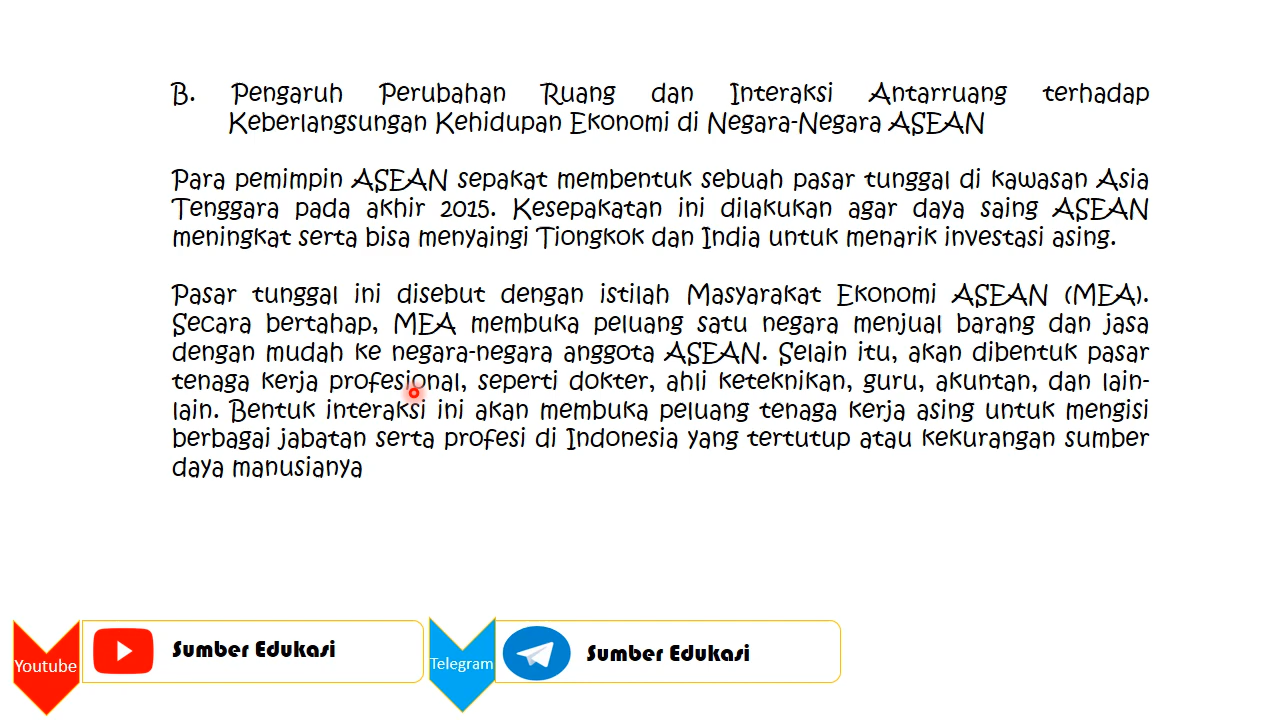 B. Pengaruh Perubahan Ruang dan Interaksi Antarruang terhadap
Keberlangsungan Kehidupan Ekonomi di Negara-Negara ASEAN
Para pemimpin ASEAN sepakat membentuk sebuah pasar tunggal di kawasan Asia
Tenggara pada akhir 2015. Kesepakatan ini dilakukan agar daya saing ASEAN
meningkat serta bisa menyaingi Tiongkok dan India untuk menarik investasi asing.
Pasar tunggal ini disebut dengan istilah Masyarakat Ekonomi ASEAN (MEA).
Secara bertahap, MEA membuka peluang satu negara menjual barang dan jasa
dengan mudah ke negara-negara anggota ASEAN. Selain itu, akan dibentuk pasar
tenaga kerja profesional, seperti dokter, ahli keteknikan, guru, akuntan, dan lain-
lain. Bentuk interaksi ini akan membuka peluang tenaga kerja asing untuk mengisi
berbagai jabatan serta profesi di Indonesia yang tertutup atau kekurangan sumber
daya manusianya
Youtube
Sumber Edukasi
Telegram
Sumber Edukasi